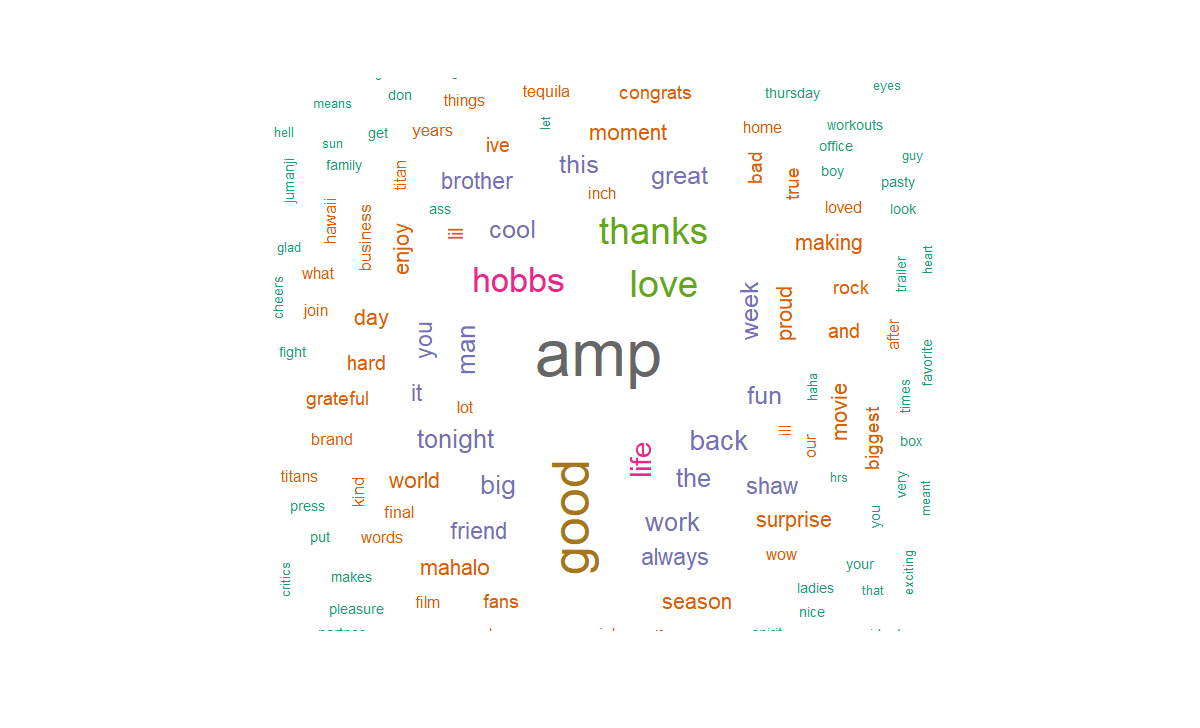 eyes
means
don
things
tequila
congrats
thursday
hell
sun
get
years
ive
let
moment
home
workouts
office
guy
jumanji
family
titan
brother
this
inch
great
bad
true
boy
pasty
hawaii
business
enjoy
ass
lil
cool
thanks
loved
look
making
glad
what
cheers
join
day
hobbs
love
week
proud
rock
trailer
heart
and
after
fight
hard
you
man
amp
favorite
grateful
it
lot
fun
haha
movie
biggest
times
brand
tonight
life
back
ill
our
box
titans
kind
world
big
good
the
shaw
hrs
very
meant
press
final
put
words
friend
work
surprise
you
always
wow
critics
makes
mahalo
your
exciting
ladies
that
pleasure
film
fans
season
nice